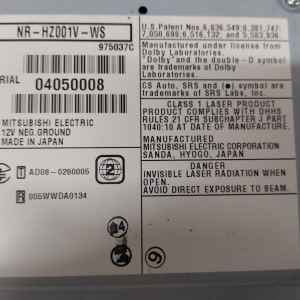 NR-HZ001V-WS
975037C
SERIAL
04050008
MITSUBISHI ELECTRIC
12V NEG.GROUND
MADE IN JAPAN
AD08-0260005
2
R 005WWDA0134
4
U.S.Patent Nos 6,836,549;6,381,747;
7,050,698;6,516,132; and 5,583,936.
Manufactured under license from
Dolby Laboratories.
"Dolby" and the double-D symbol
are trademarks of Dolby
Laboratories.
CS Auto, SRS and (●) symbol are
trademarks of SRS Labs, Inc.
CLASS 1 LASER PRODUCT
PRODUCT COMPLIES WITH DHHS
RULES 21 CFR SUBCHAPTER J PART
1040:10 AT DATE OF MANUFACTURE.
MANUFACTURED:
MITSUBISHI ELECTRIC CORPORATION
SANDA, HYOGO, JAPAN
DANGER:
INVISIBLE LASER RADIATION WHEN
OPEN.
AVOID DIRECT EXPOSURE TO BEAM.
9